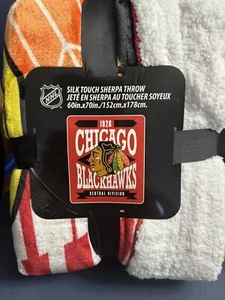 NHL
SILK TOUCH SHERPA THROW
JETÉ EN SHERPA AU TOUCHER SOYEUX
60in.x70in./152cm.x178cm.
1926
CHICAGO
BLACKHAWKS
CENTRAL DIVISION